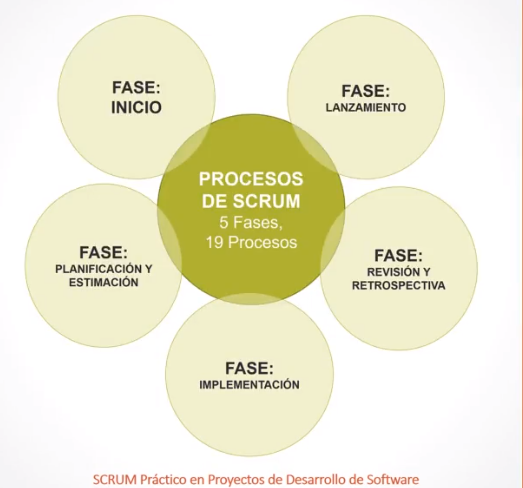 FASE:
INICIO
FASE:
LANZAMIENTO
PROCESOS
DE SCRUM
5 Fases,
19 Procesos
FASE:
PLANIFICACIÓN Y
ESTIMACIÓN
FASE:
REVISIÓN Y
RETROSPECTIVA
FASE:
IMPLEMENTACIÓN
SCRUM Práctico en Proyectos de Desarrollo de Software